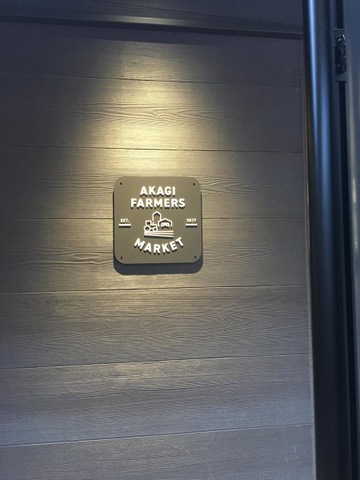 AKAGI
FARMERS
EST. 2017
MARKET